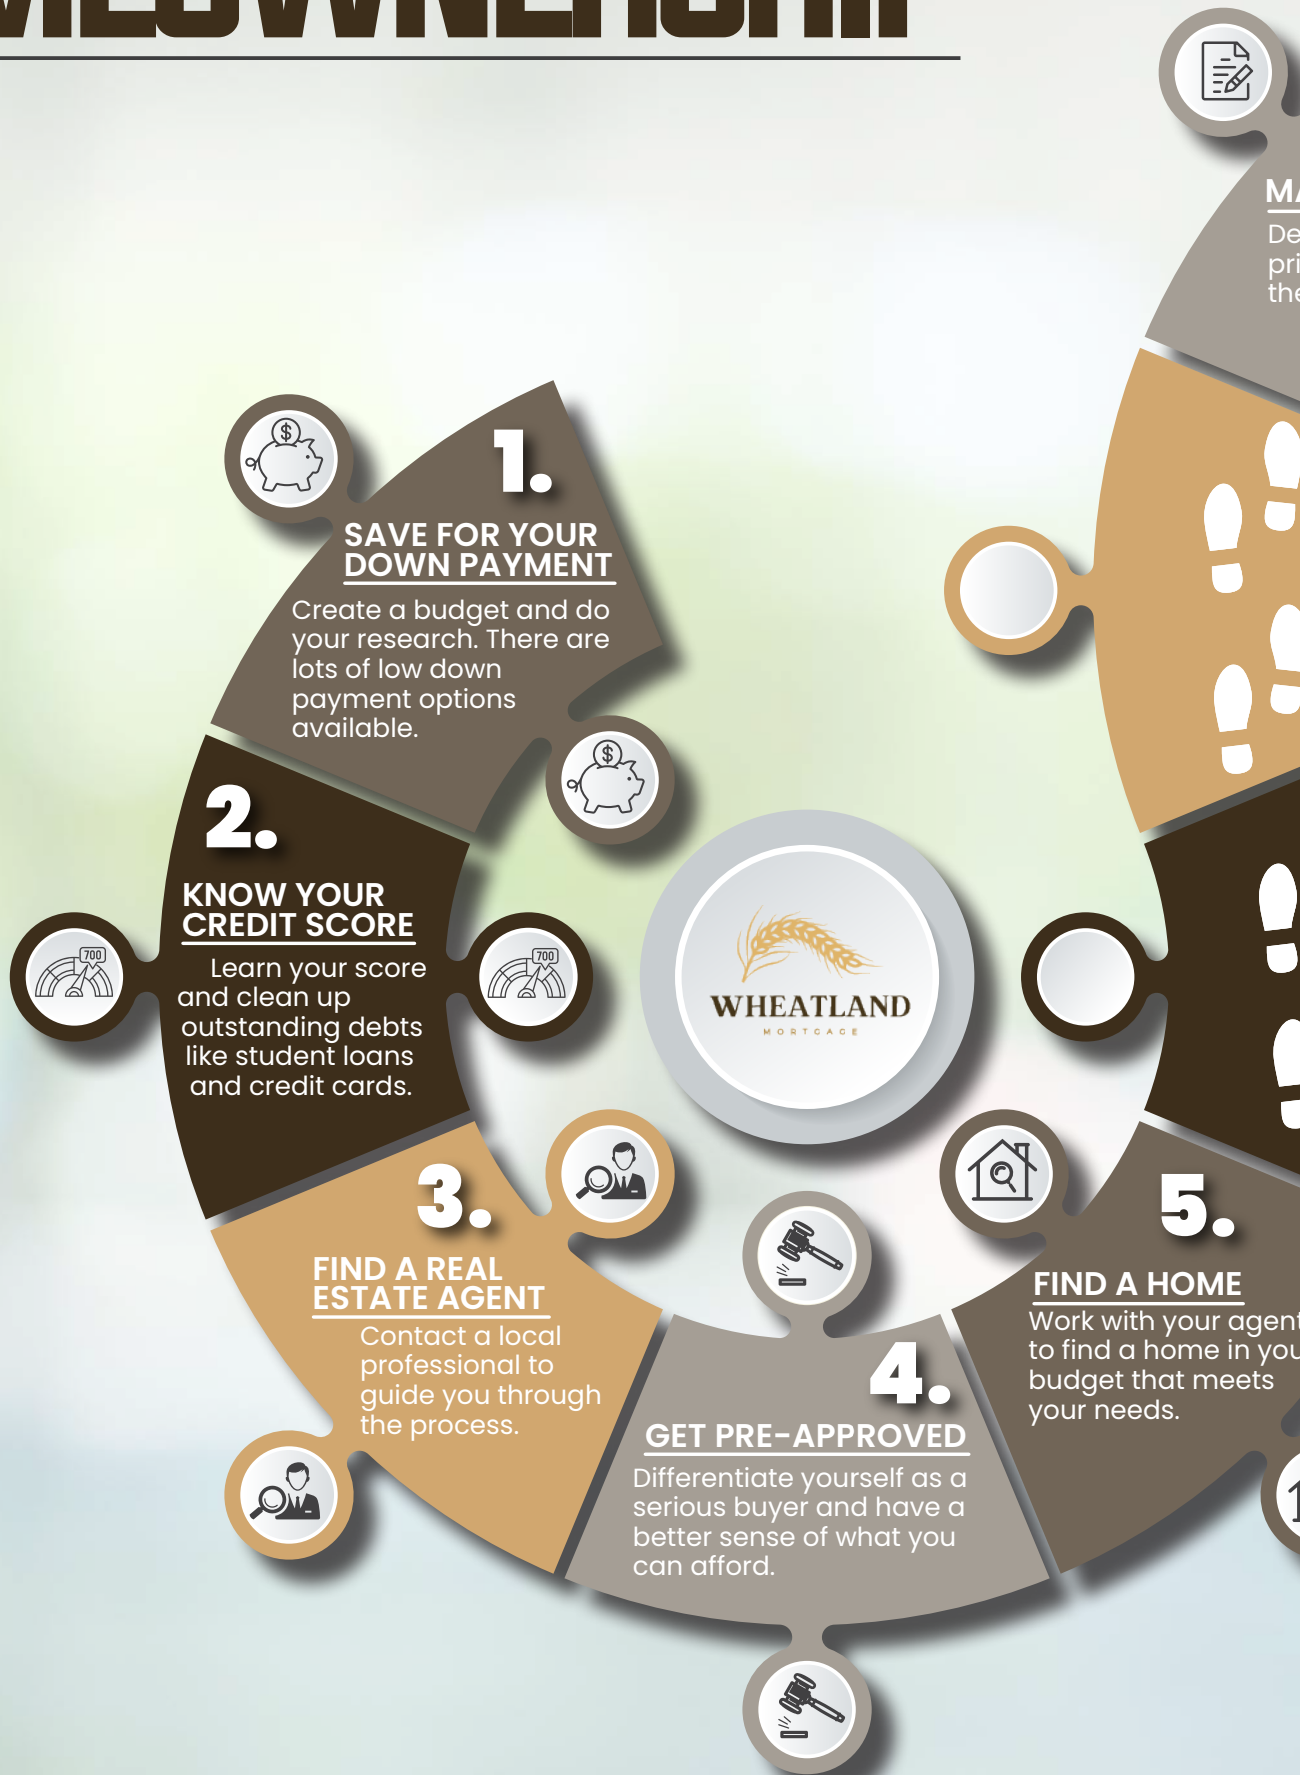 1.
SAVE FOR YOUR
DOWN PAYMENT
Create a budget and do
your research. There are
lots of low down
payment options
available.
2.
KNOW YOUR
CREDIT SCORE
Learn your score
and clean up
outstanding debts
like student loans
and credit cards.
700
700
WHEATLAND
MORTGAGE
3.
FIND A REAL
ESTATE AGENT
Contact a local
professional to
guide you through
the process.
4.
GET PRE-APPROVED
Differentiate yourself as a
serious buyer and have a
better sense of what you
can afford.
5.
FIND A HOME
Work with your agent
to find a home in
budget that meets
your needs.